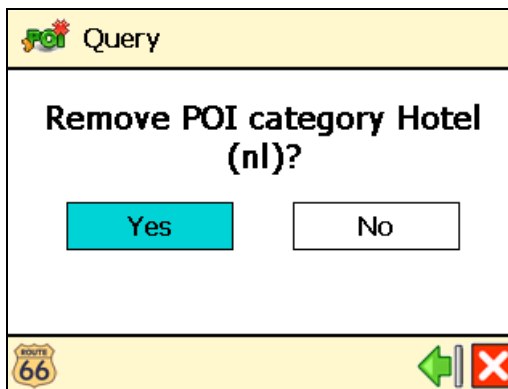 POI Query
Remove POI category Hotel
(nl)?
Yes No
ROUTE
66